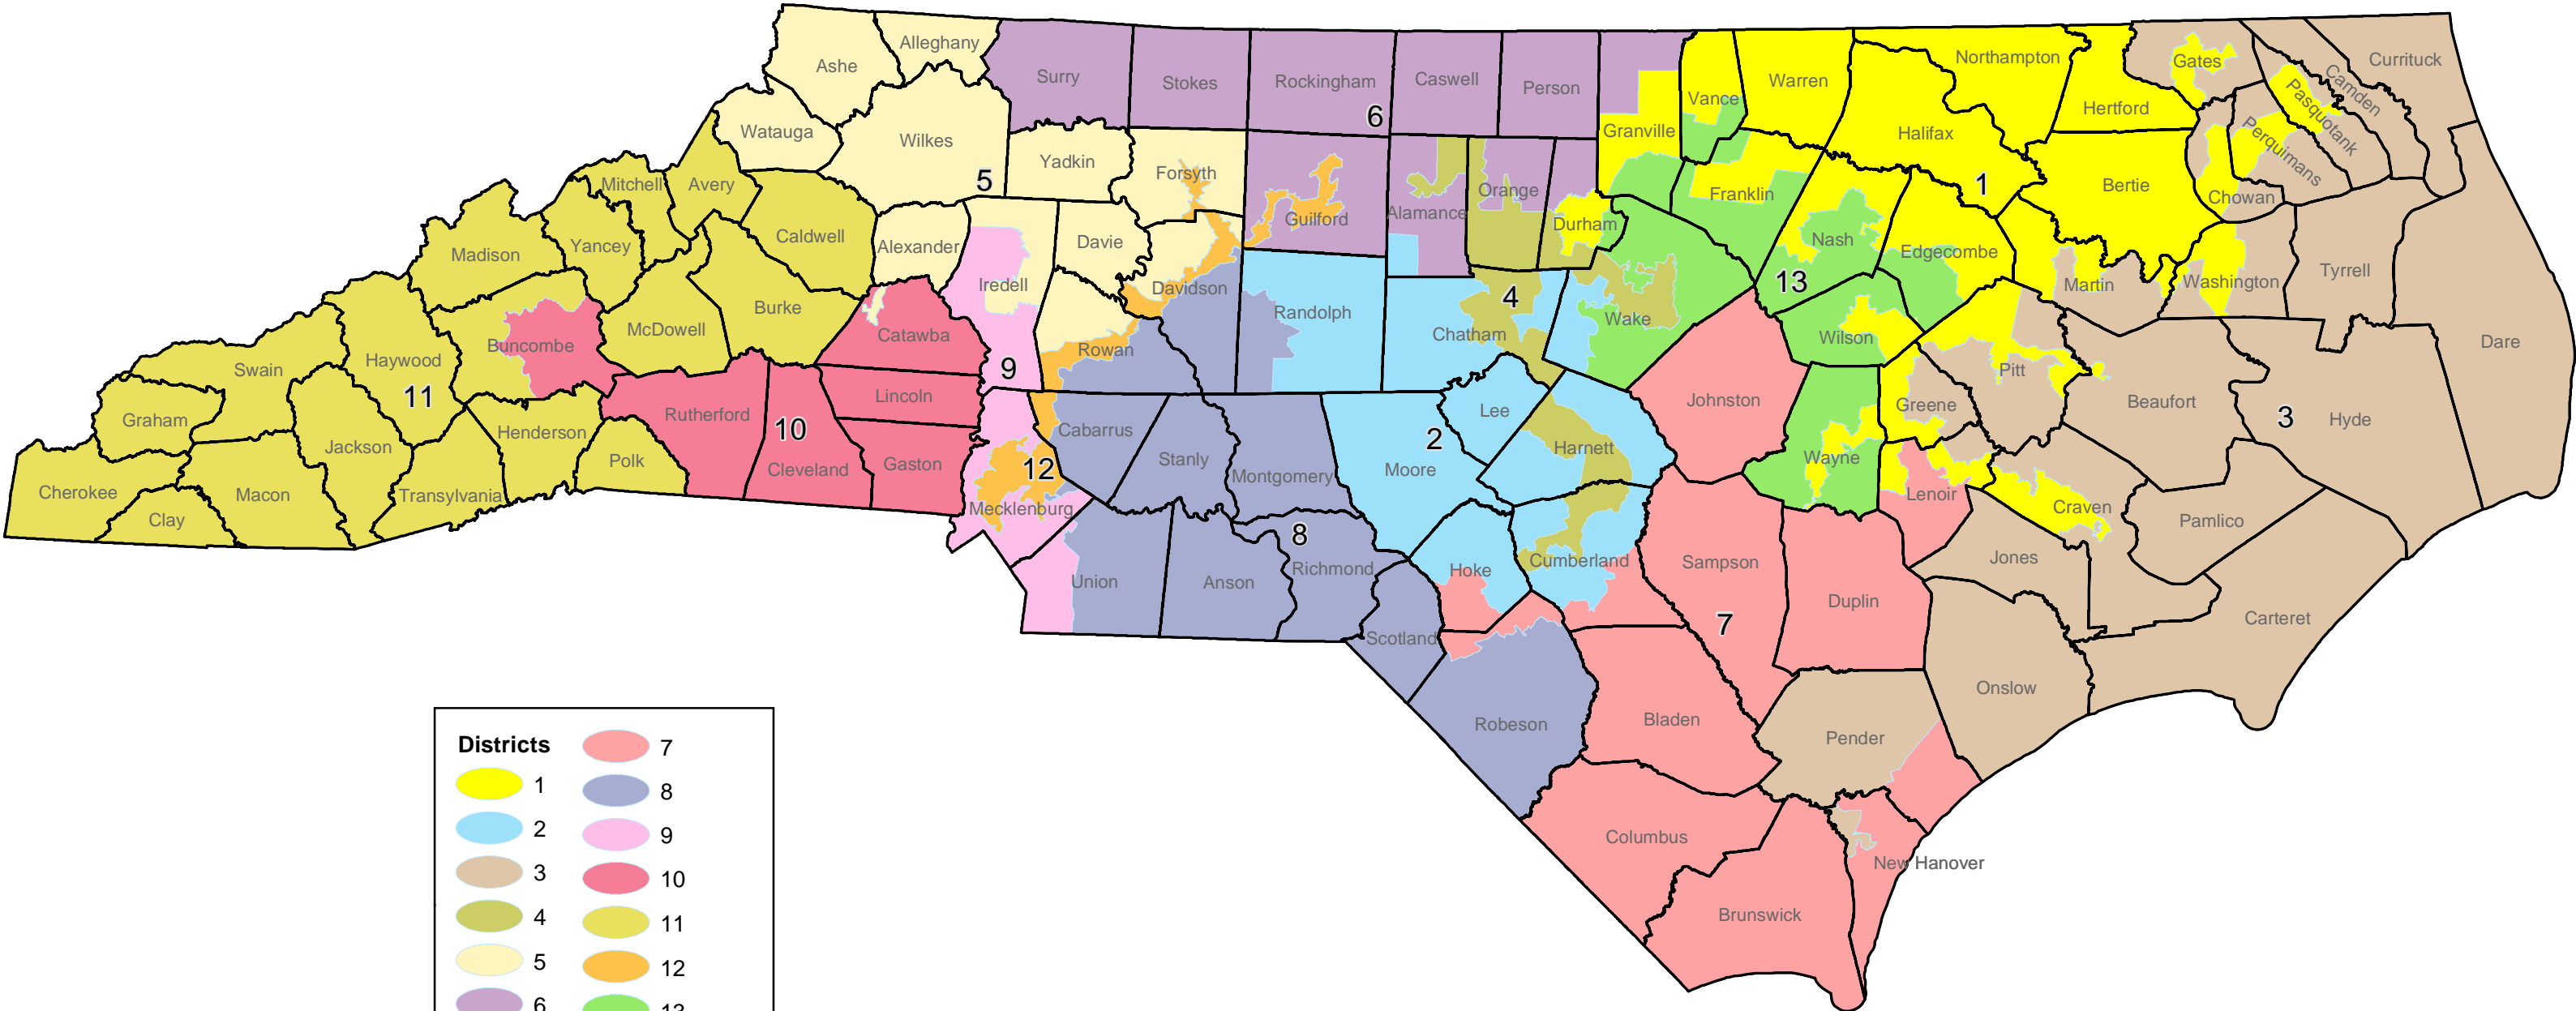 Alleghany
Ashe
Surry
Stokes
Rockingham
Caswell
Person
Granville
Vance
Warren
Northampton
Gates
Currituck
Camden
Pasquotank
Perquimans
Hertford
Halifax
6
Watauga
Wilkes
Yadkin
Forsyth
5
Mitchell
Avery
Guilford
Alamance
Orange
Durham
Franklin
1
Bertie
Chowan
Madison
Yancey
Caldwell
Alexander
Davie
Iredell
Davidson
Nash
Edgecombe
13
Martin
Washington
Tyrrell
Dare
4
Randolph
Chatham
Wake
Wilson
Burke
McDowell
Catawba
Buncombe
Haywood
11
Swain
Graham
Rowan
9
Rutherford
10
Lincoln
Cleveland
Gaston
Cabarrus
12
Mecklenburg
Stanly
Montgomery
2
Lee
Moore
Harnett
Johnston
Wayne
Greene
Pitt
Beaufort
3
Hyde
Henderson
Polk
Jackson
Transylvania
Macon
Cherokee
Clay
Lenoir
Craven
Pamlico
8
Union
Anson
Richmond
Hoke
Cumberland
Sampson
Jones
Scotland
7
Duplin
Carteret
Onslow
Robeson
Bladen
Pender
Columbus
New Hanover
Brunswick
Districts
1
2
3
4
5
6
7
8
9
10
11
12
13